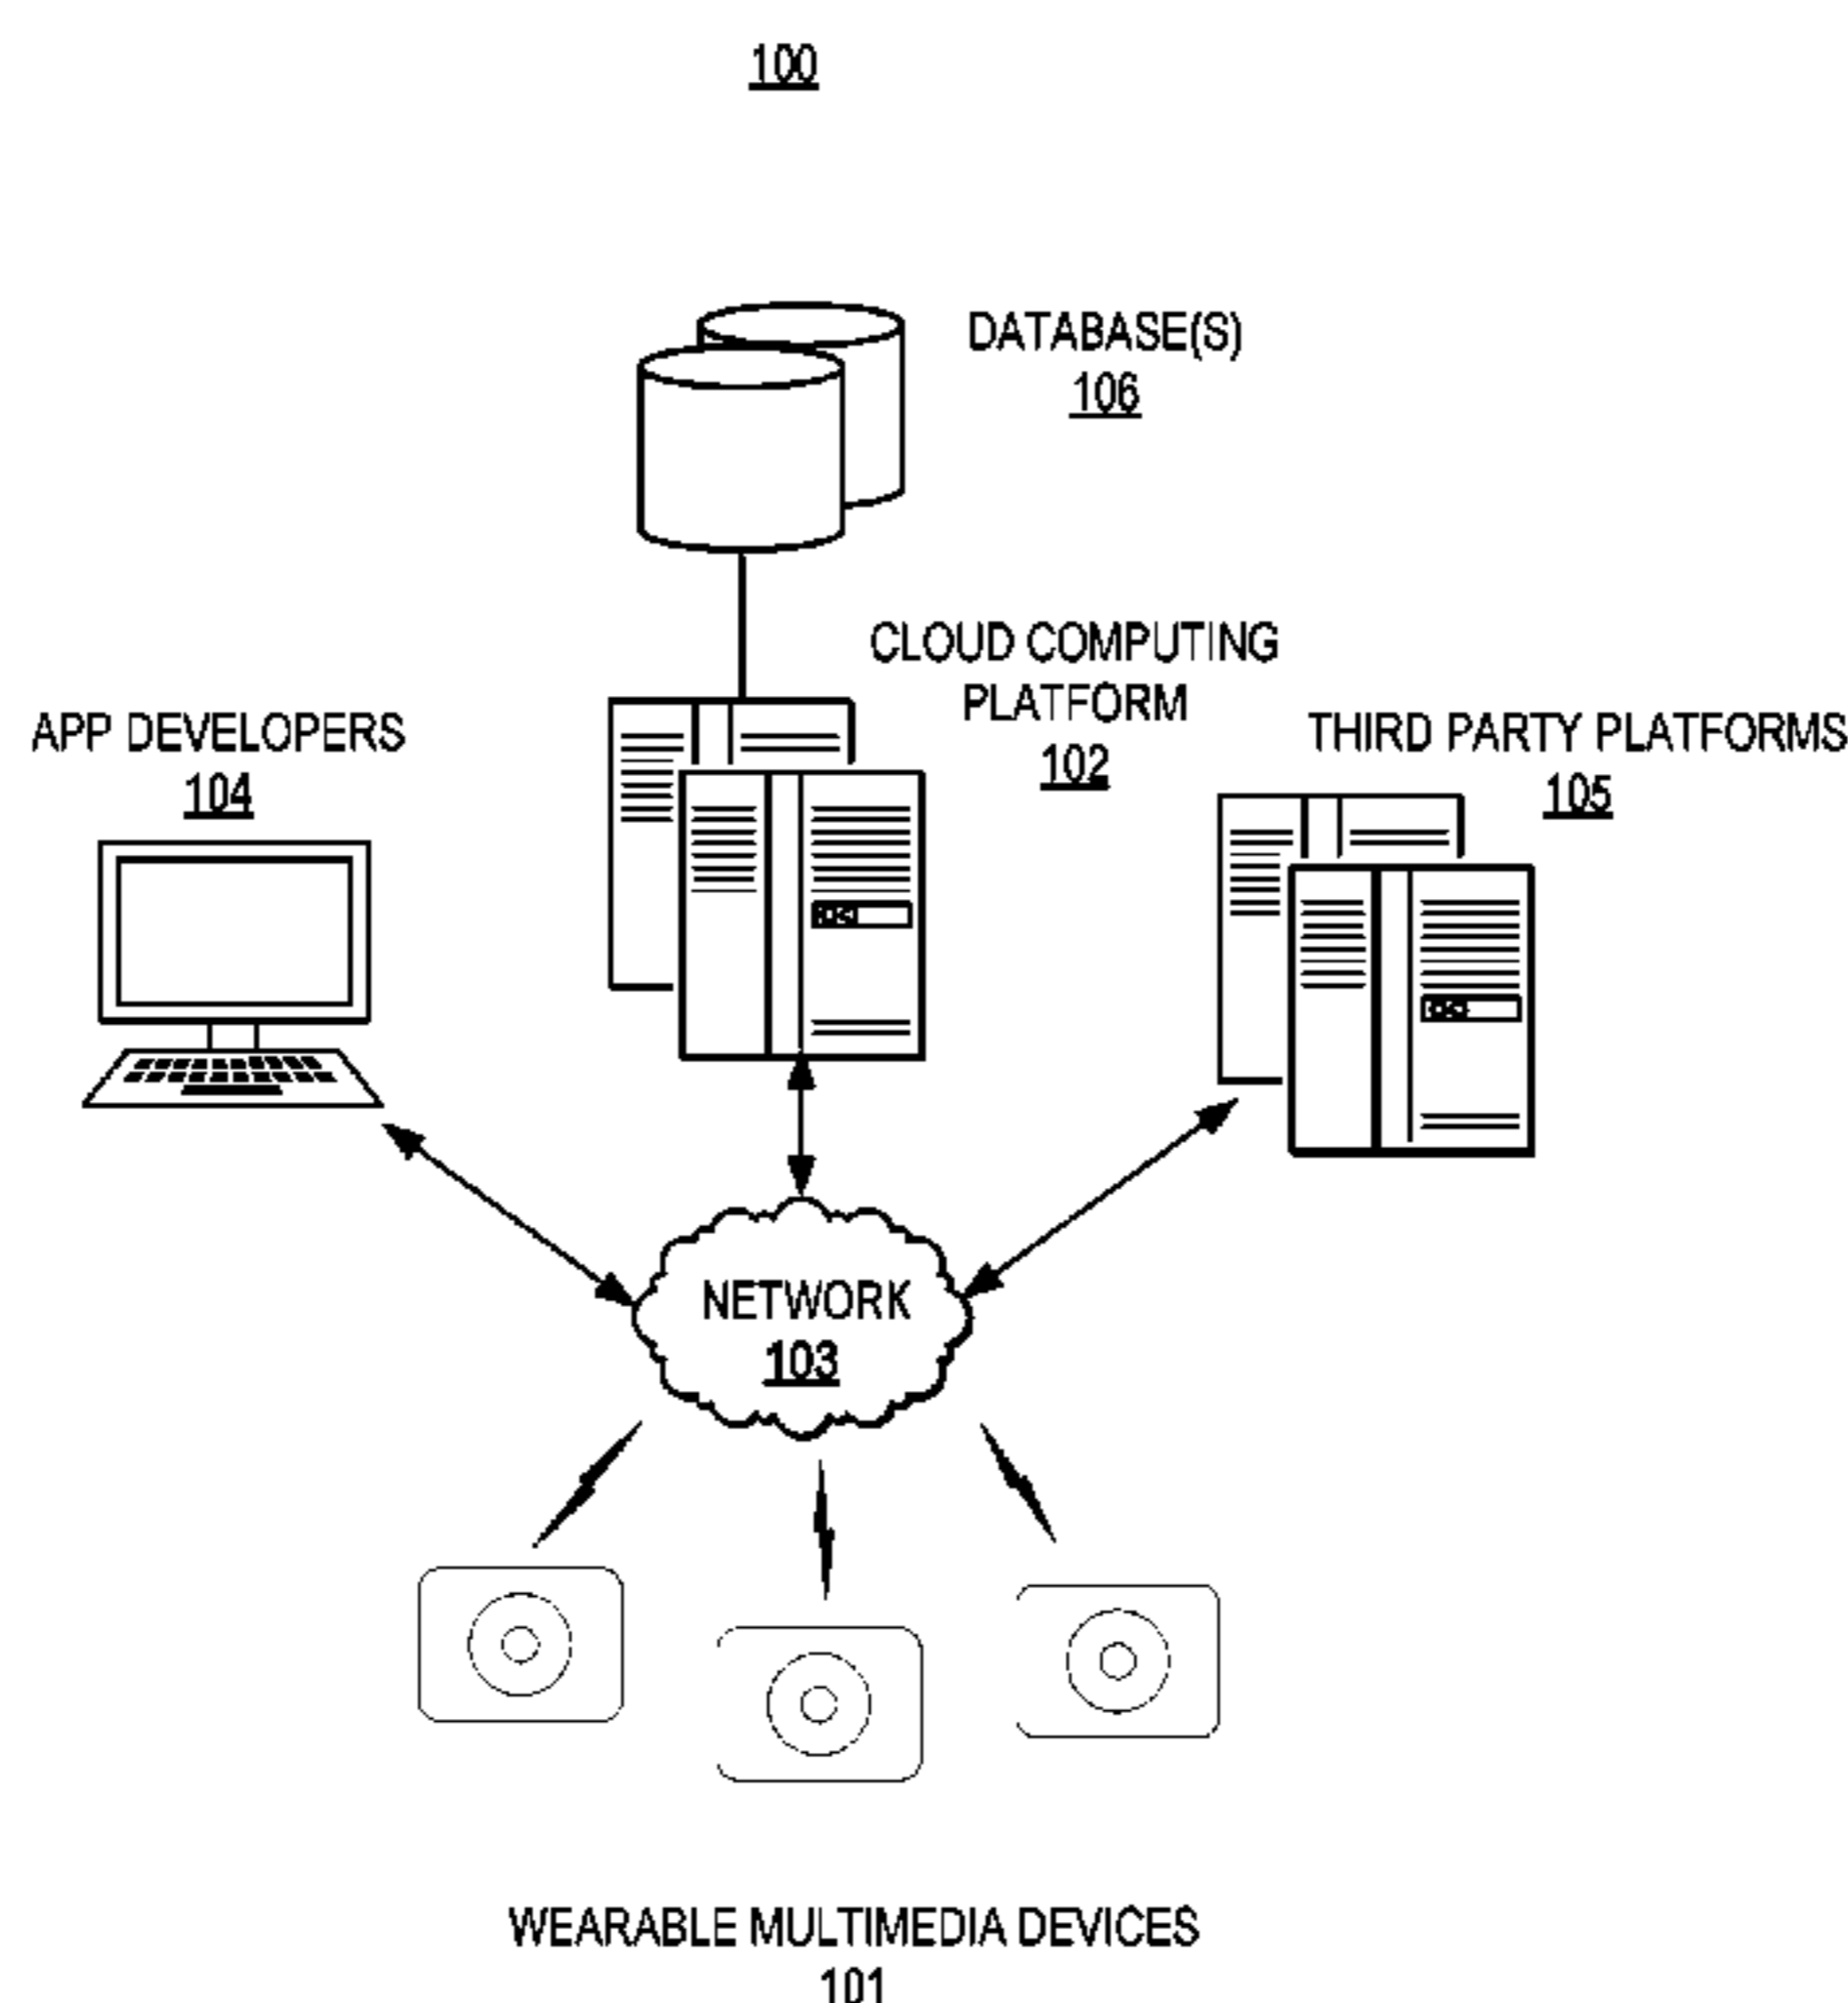 100
DATABASE(S)
106
CLOUD COMPUTING
PLATFORM
102
APP DEVELOPERS
104
THIRD PARTY PLATFORMS
105
NETWORK
103
WEARABLE MULTIMEDIA DEVICES
101